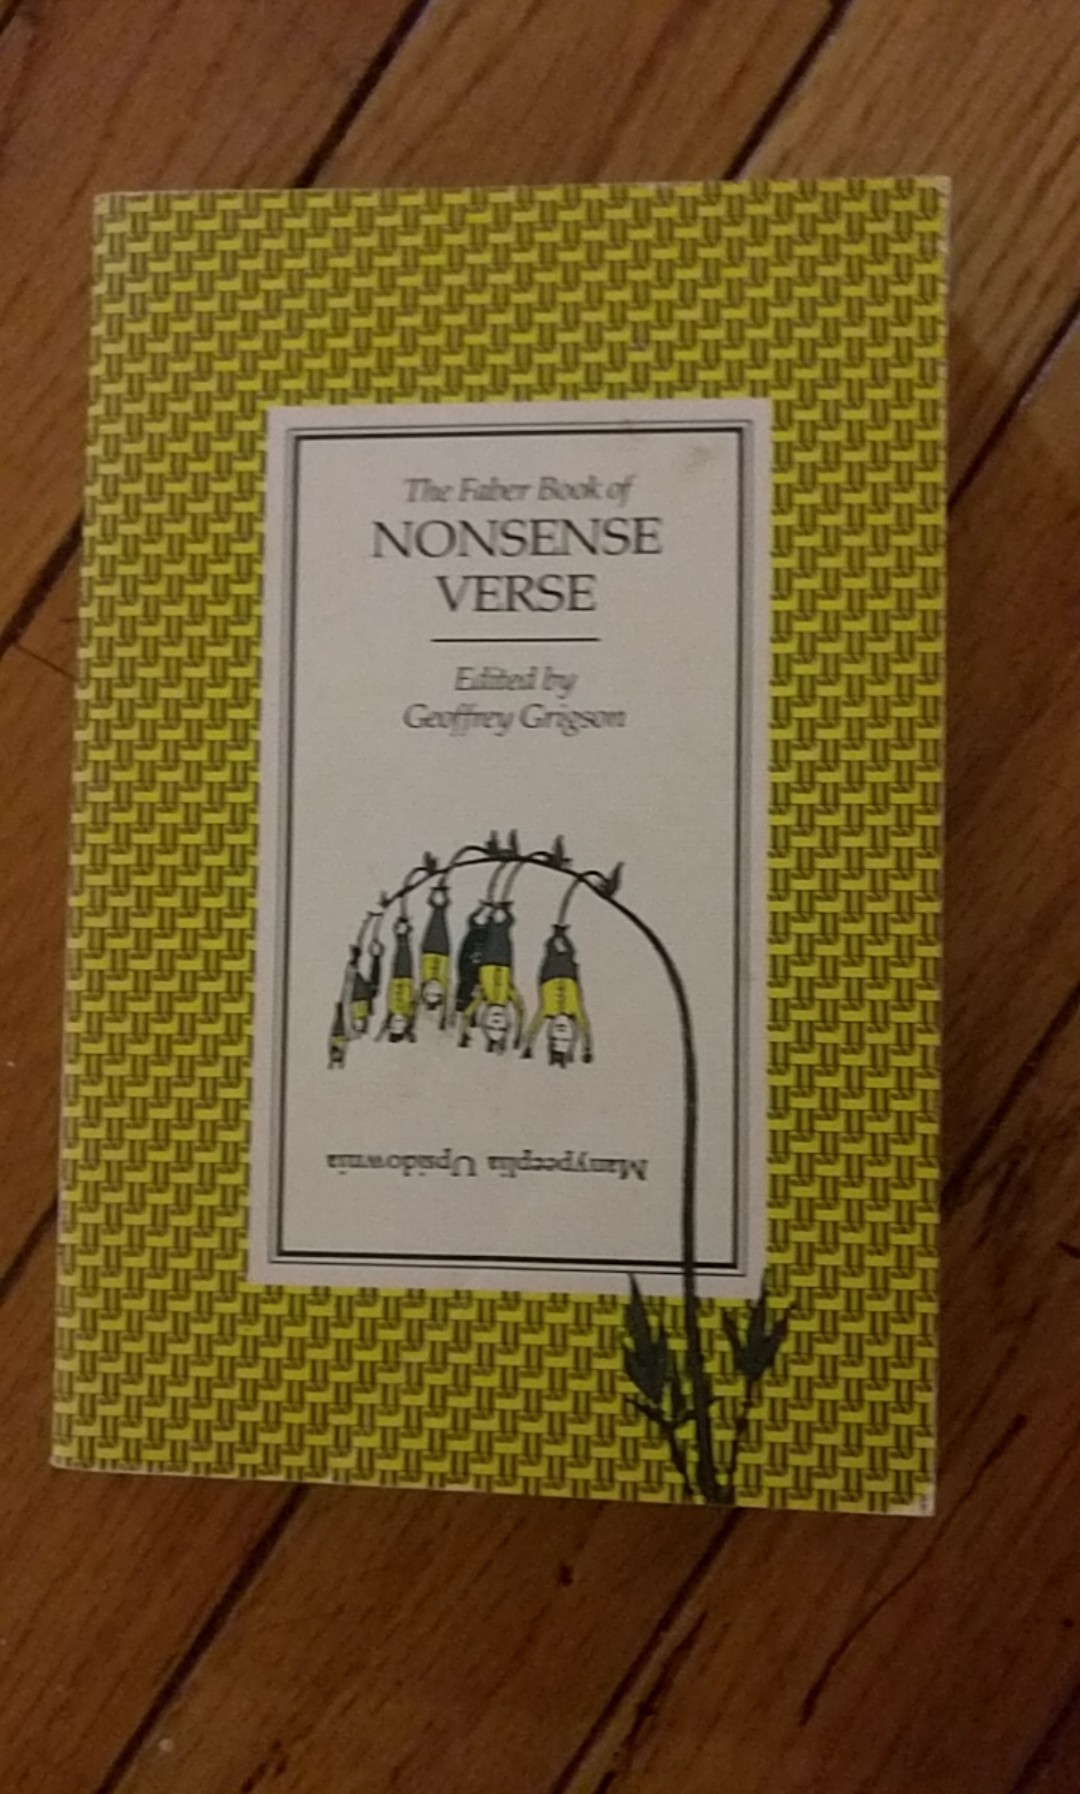 The Faber Book of
NONSENSE
VERSE
Edited by
Geoffrey Grigson
Manypeeplia Upsidownia